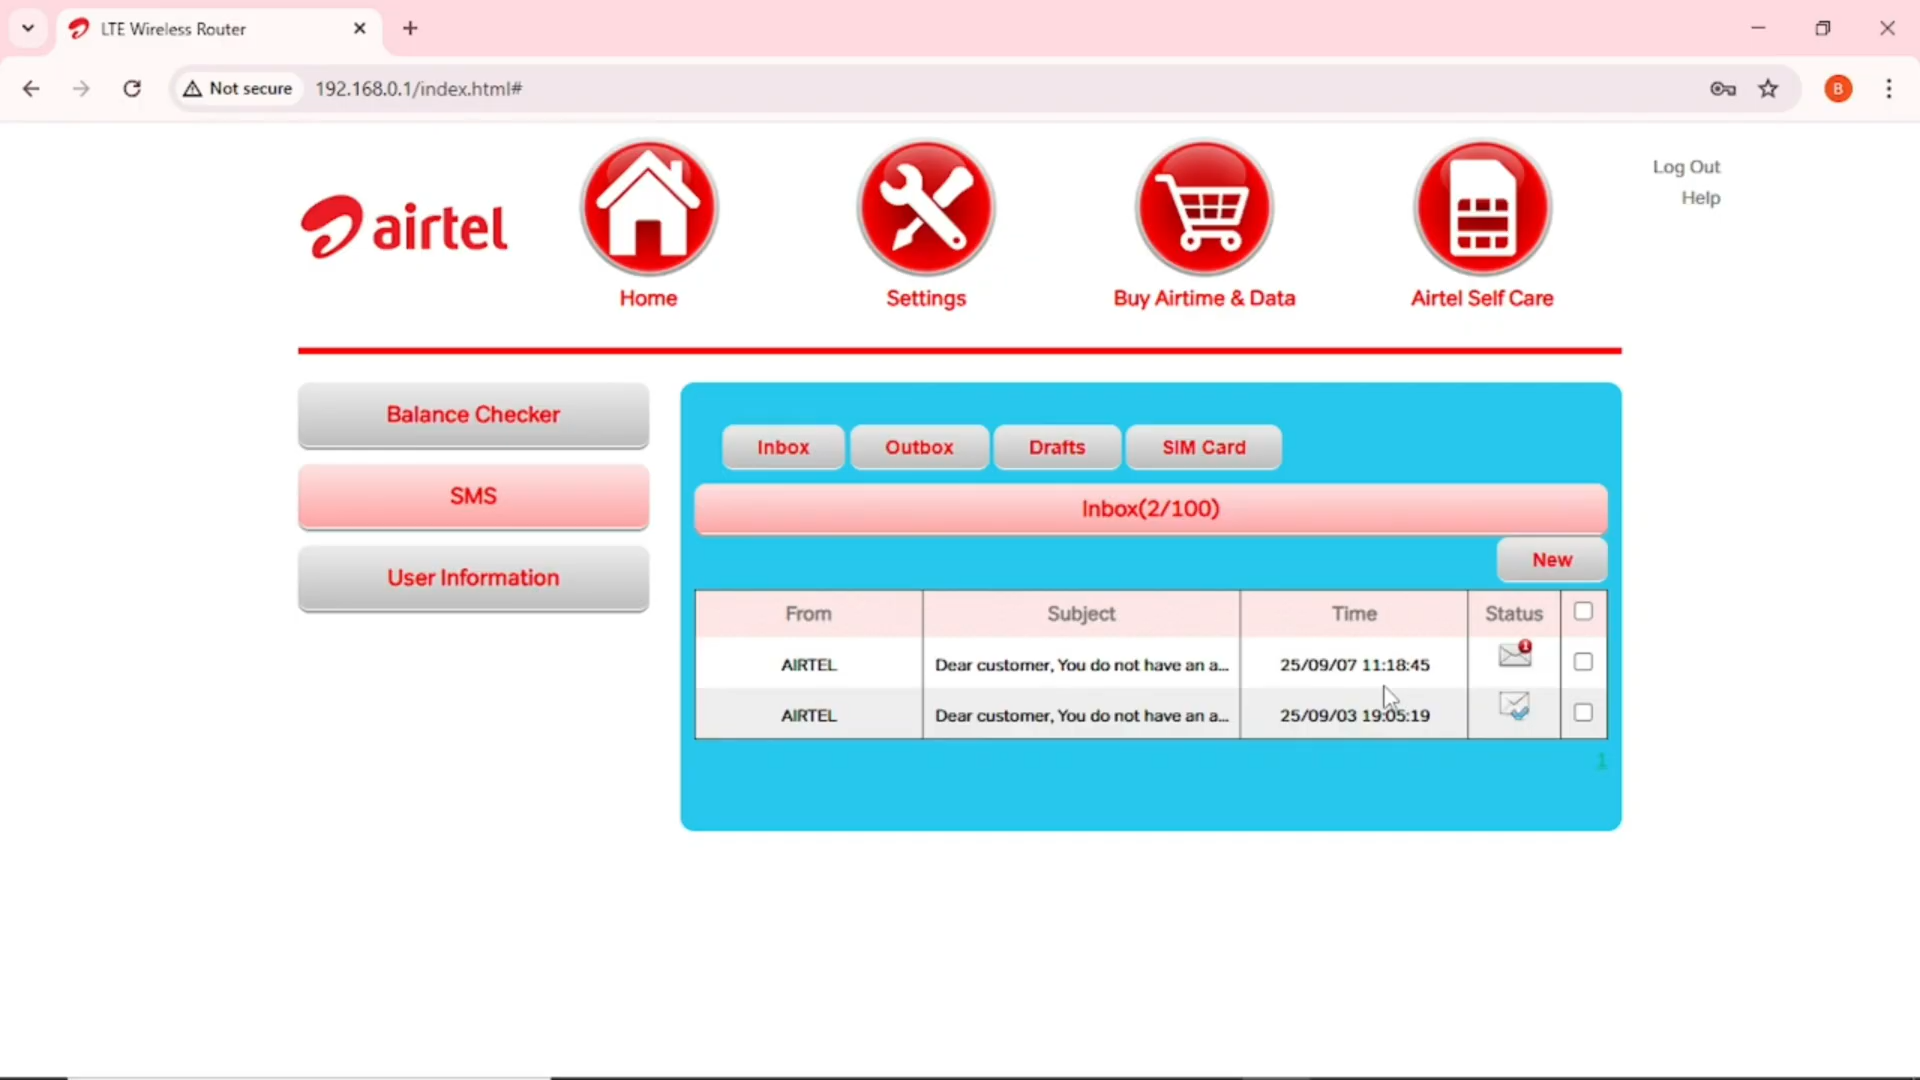 LTE Wireless Router
Not secure
192.168.0.1/index.html#
B
airtel
Home
Settings
Buy Airtime & Data
Airtel Self Care
Log Out
Help
Balance Checker
SMS
User Information
Inbox
Outbox
Drafts
SIM Card
Inbox(2/100)
New
From Subject Time Status
AIRTEL Dear customer, You do not have an a... 25/09/07 11:18:45 1
AIRTEL Dear customer, You do not have an a... 25/09/03 19:05:19
1